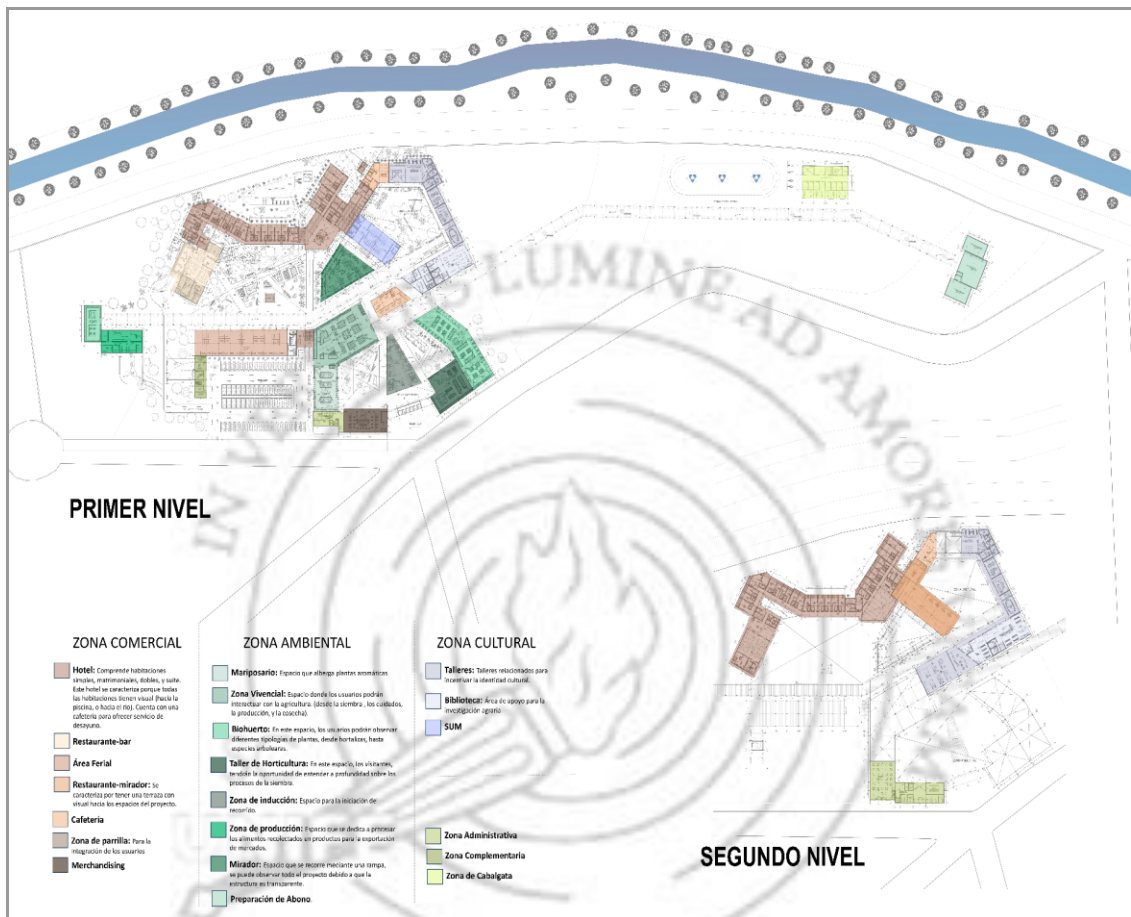 IN VERITATIS LUMINE AD AMOREM
PRIMER NIVEL
ZONA COMERCIAL
Hotel: Comprende habitaciones
simples, matrimoniales, dobles, y suite.
Este hotel se caracteriza porque todas
las habitaciones tienen visual (hacia la
piscina, o hacia el río). Cuenta con una
cafetería para ofrecer servicio de
desayuno.
Restaurante-bar
Área Ferial
Restaurante-mirador: Se
caracteriza por tener una terraza con
visual hacia los espacios del proyecto.
Cafetería
Zona de parrilla: Para la
integración de los usuarios
Merchandising
ZONA AMBIENTAL
Mariposario: Espacio que alberga plantas aromáticas
Zona Vivencial: Espacio donde los usuarios podrán
interactuar con la agricultura. (desde la siembra, los cuidados,
la producción, y la cosecha).
Biohuerto: En este espacio, los usuarios podrán observar
diferentes tipologías de plantas, desde hortalizas, hasta
especies arbóreas.
Taller de Horticultura: En este espacio, los visitantes,
tendrán la oportunidad de entender a profundidad sobre los
procesos de la siembra.
Zona de inducción: Espacio para la iniciación de
recorrido.
Zona de producción: Espacio que se dedica a procesar
los alimentos recolectados en productos para la exportación
de mercados.
Mirador: Espacio que se recorre mediante una rampa,
se puede observar todo el proyecto debido a que la
estructura es transparente.
Preparación de Abono.
ZONA CULTURAL
Talleres: Talleres relacionados para
incentivar la identidad cultural.
Biblioteca: Área de apoyo para la
investigación agraria
SUM
Zona Administrativa
Zona Complementaria
Zona de Cabalgata
SEGUNDO NIVEL